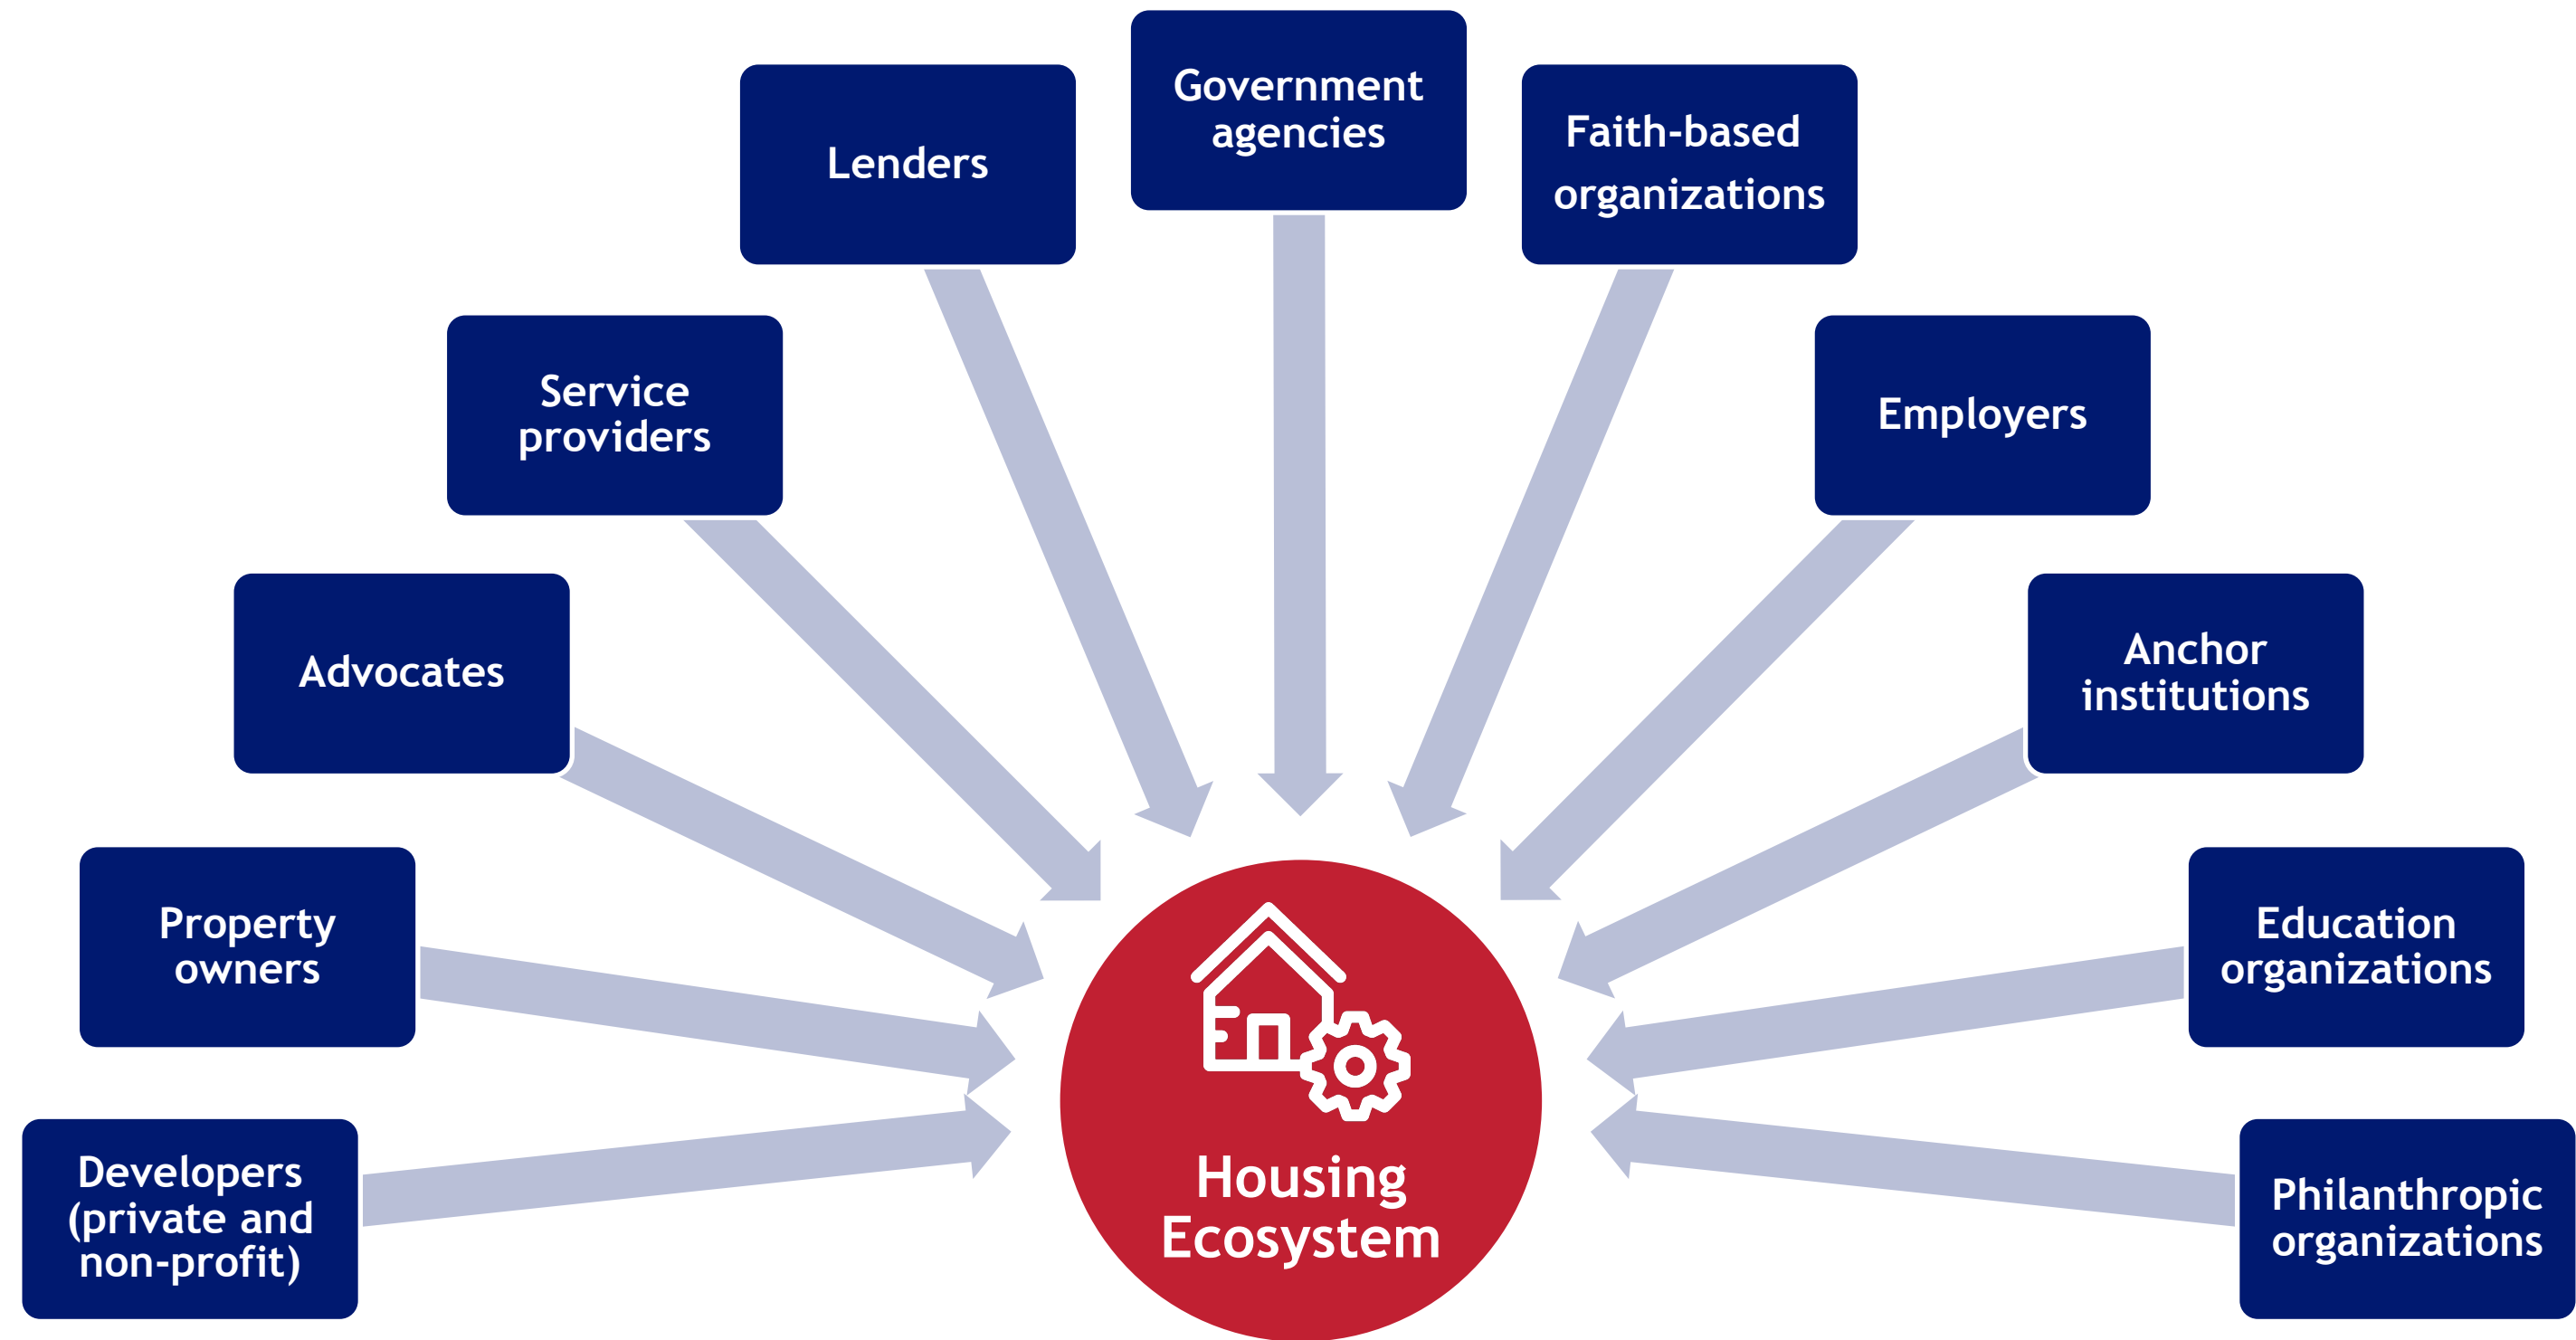 Government
agencies
Lenders
Faith-based
organizations
Service
providers
Employers
Advocates
Anchor
institutions
Property
owners
Education
organizations
Developers
(private and
non-profit)
Housing
Ecosystem
Philanthropic
organizations